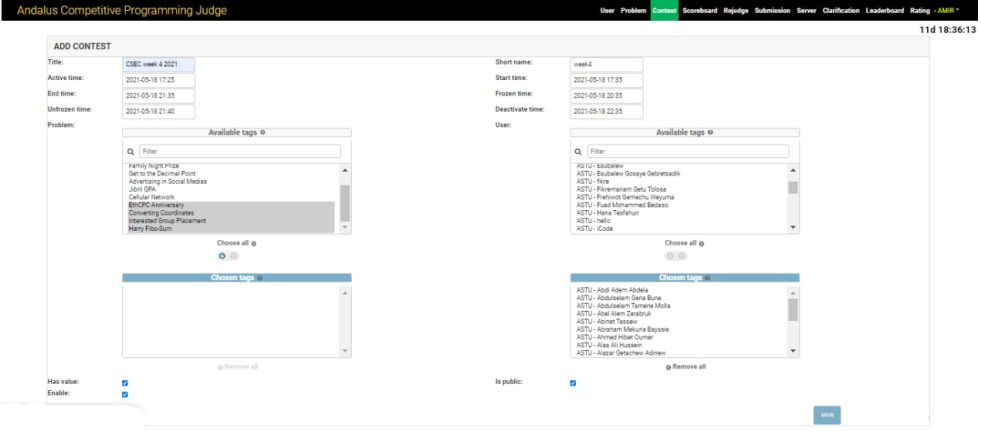 Andalus Competitive Programming Judge
User Problem Contest Scoreboard Rejudge Submission Server Clarification Leaderboard Rating - AMIR
11d 18:36:13
ADD CONTEST
Title: CSEC week 4 2021 Short name: week4
Active time: 2021-05-18 17:25 Start time: 2021-05-18 17:35
End time: 2021-05-18 21:35 Frozen time: 2021-05-18 20:35
Unfrozen time: 2021-05-18 21:40 Deactivate time: 2021-05-18 22:35
Problem: User:
Available tags
Filter
Family Night Prize
Get to the Decimal Point
Advertising in Social Medias
Jibril GPA
Cellular Network
EthCPC Anniversary
Converting Coordinates
Interested Group Placement
Harry Fibo-Sum
Choose all
Chosen tags
Remove all
Available tags
Filter
ASTU - Esubalew
ASTU - Esubalew Gosaye Gebretsadik
ASTU - fikre
ASTU - Fikremariam Getu Tolosa
ASTU - Frehiwot Gemechu Weyuma
ASTU - Fuad Mohammed Bedaso
ASTU - Hana Tesfahun
ASTU - hello
ASTU - iCode
Choose all
Chosen tags
ASTU - Abdi Adem Abdela
ASTU - Abdulselam Gena Bune
ASTU - Abdulselam Tamene Molla
ASTU - Abel Alem Zerabruk
ASTU - Abinet Tassew
ASTU - Abraham Mekuria Bayssie
ASTU - Ahmed Hibet Oumer
ASTU - Alaa Ali Hussein
ASTU - Alazar Getachew Adinew
Remove all
Has value: Is public:
Enable:
save